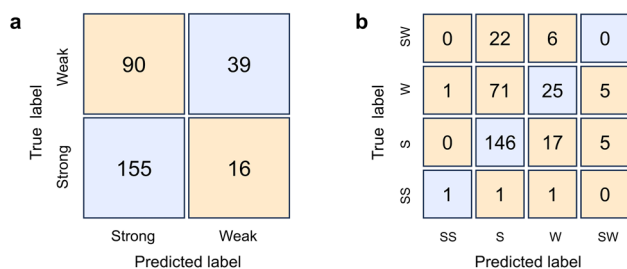 a
True label
Weak
Strong
90 39
155 16
Strong Weak
Predicted label
b
True label
SW
W
S
SS
0 22 6 0
1 71 25 5
0 146 17 5
1 1 1 0
SS S W SW
Predicted label